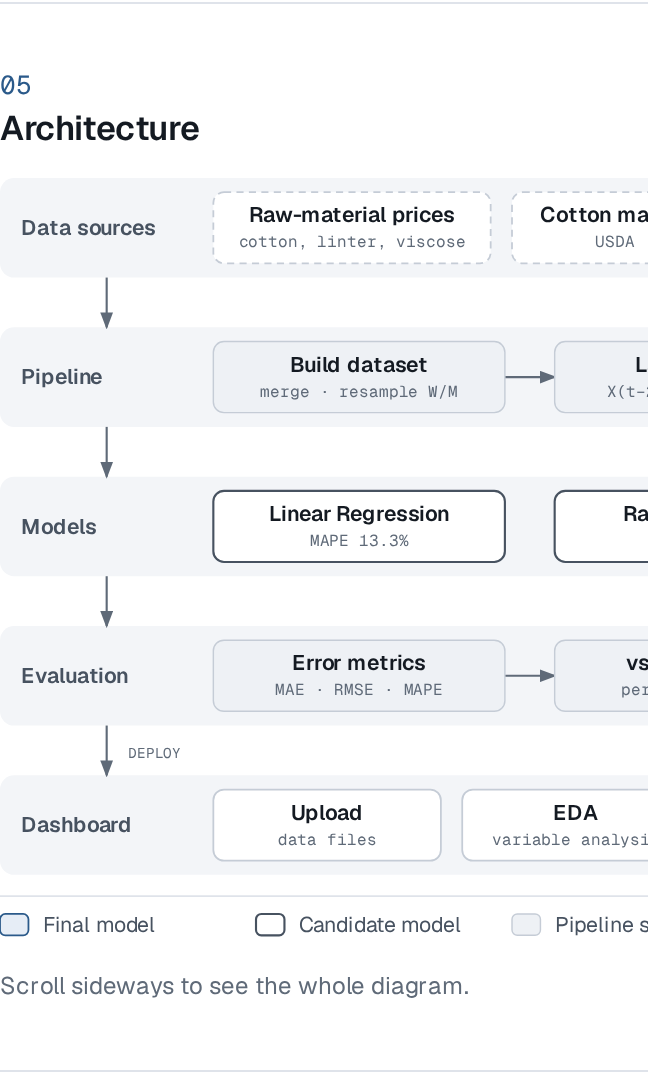 05
Architecture
Raw-material prices
Cotton ma
Data sources
cotton, linter, viscose
USDA
Build dataset
L
Pipeline
merge · resample W/M
X(t-2
Linear Regression
Ra
Models
MAPE 13.3%
Error metrics
vs
Evaluation
MAE · RMSE · MAPE
per
DEPLOY
Upload
EDA
Dashboard
data files
variable analysi
Final model
Candidate model
Pipeline s
Scroll sideways to see the whole diagram.